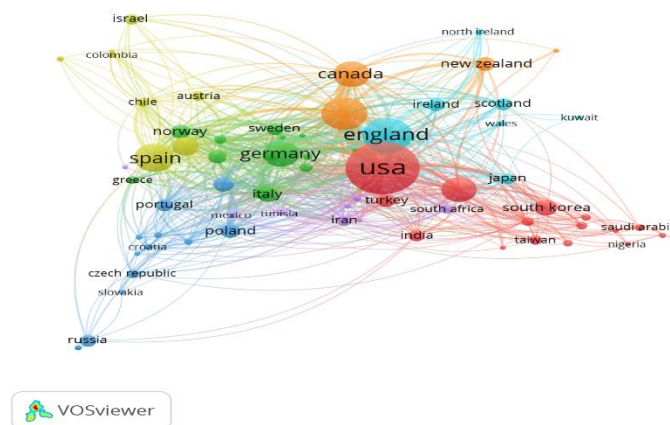 israel
north ireland
colombia
new zealand
canada
chile
austria
ireland
scotland
kuwait
wales
norway
sweden
england
spain
germany
usa
greece
italy
japan
portugal
turkey
mexico
tunisia
iran
south africa
south korea
croatia
poland
india
taiwan
saudi arabi
nigeria
czech republic
slovakia
russia
VOSviewer